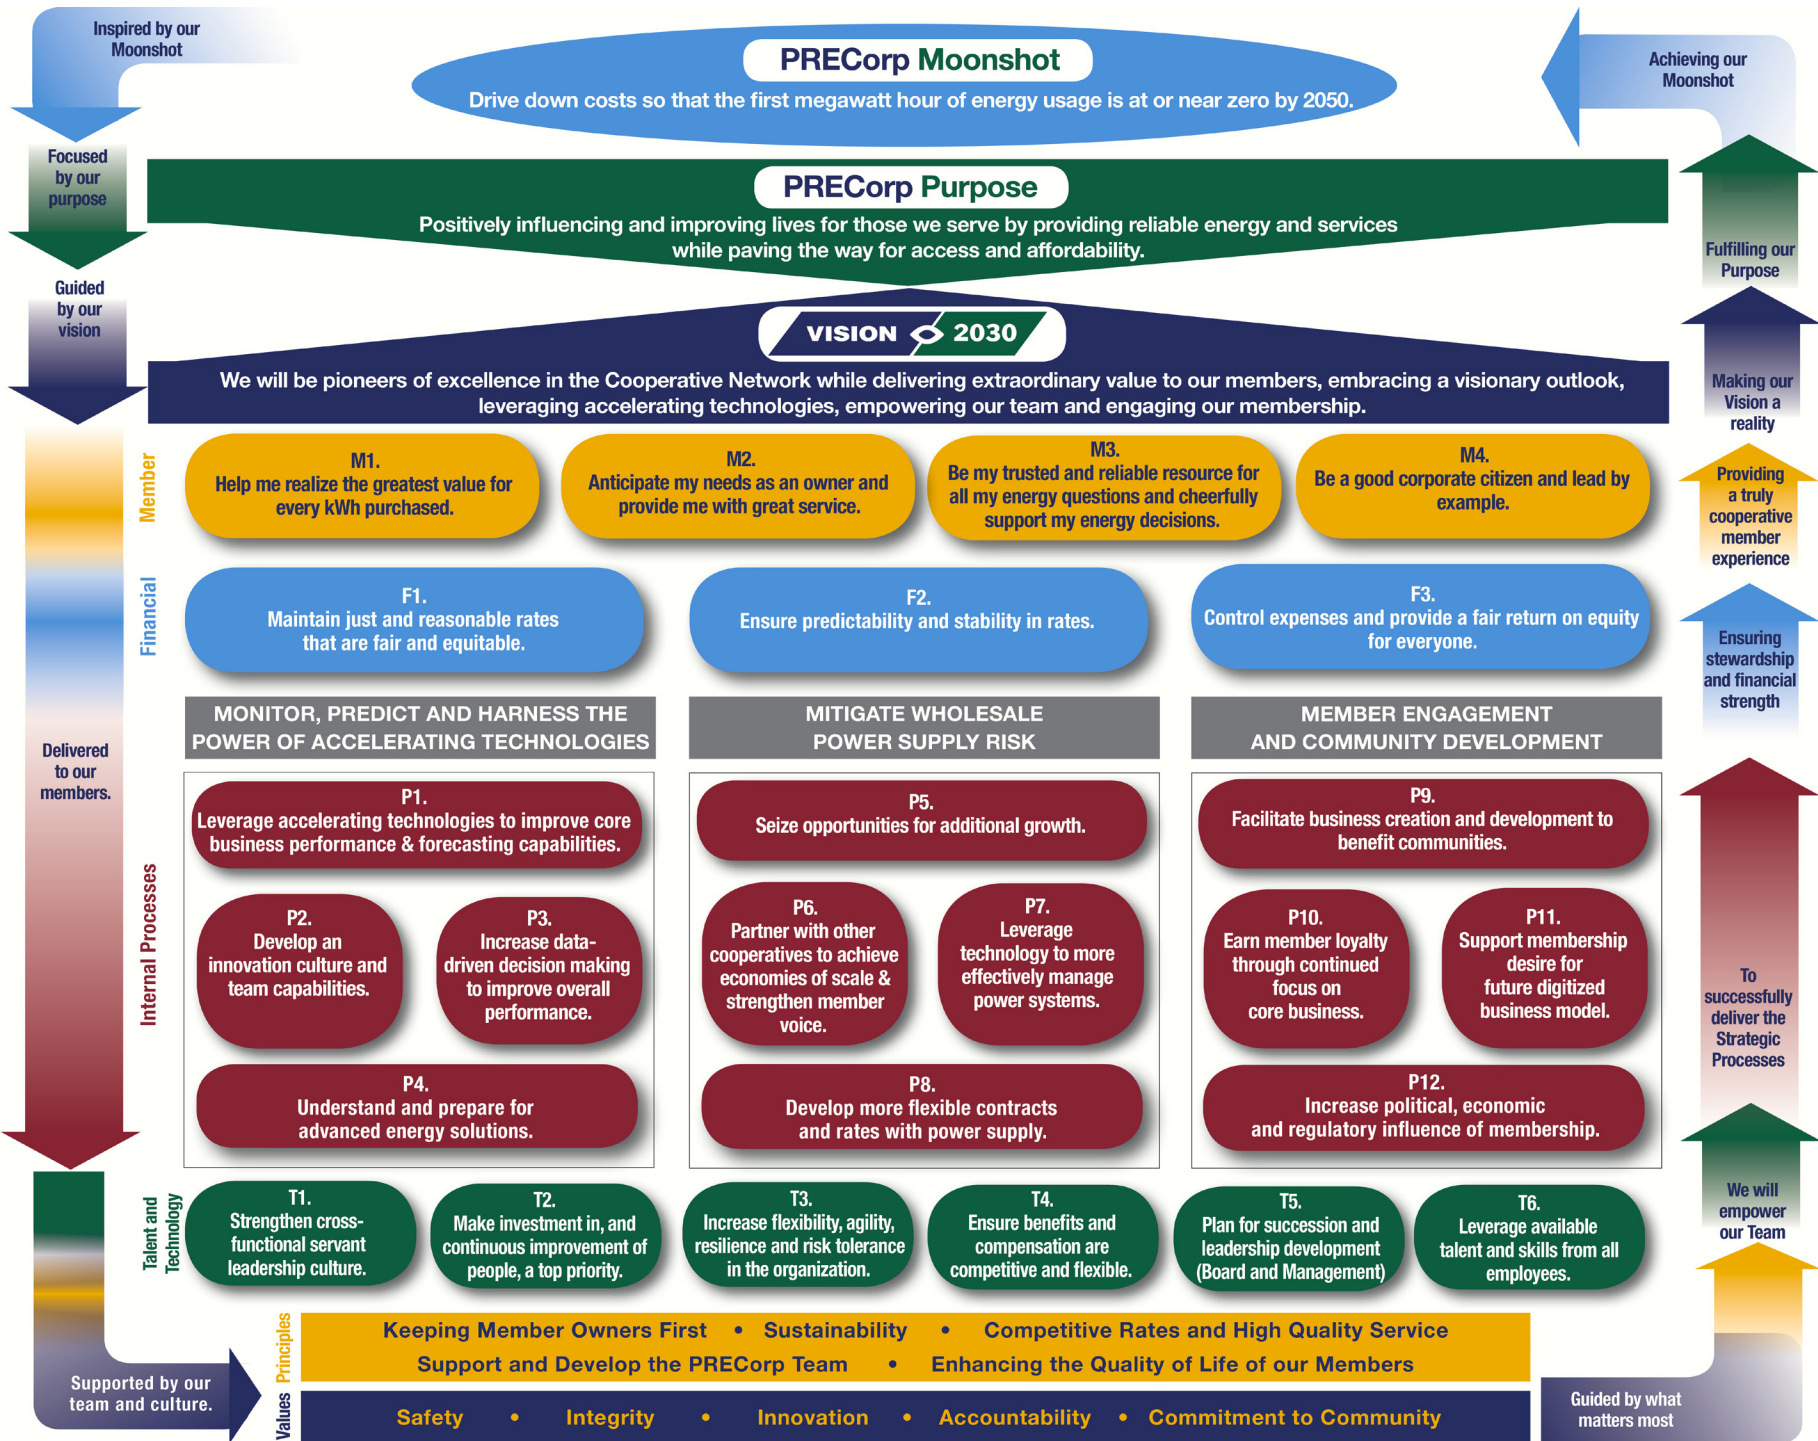 Inspired by our
Moonshot
PRECorp Moonshot
Drive down costs so that the first megawatt hour of energy usage is at or near zero by 2050.
Achieving our
Moonshot
Focused
by our
purpose
PRECorp Purpose
Positively influencing and improving lives for those we serve by providing reliable energy and services
while paving the way for access and affordability.
Fulfilling our
Purpose
Guided
by our
vision
VISION 2030
We will be pioneers of excellence in the Cooperative Network while delivering extraordinary value to our members, embracing a visionary outlook,
leveraging accelerating technologies, empowering our team and engaging our membership.
Making our
Vision a
reality
Member
M1.
Help me realize the greatest value for
every kWh purchased.
M2.
Anticipate my needs as an owner and
provide me with great service.
M3.
Be my trusted and reliable resource for
all my energy questions and cheerfully
support my energy decisions.
M4.
Be a good corporate citizen and lead by
example.
Providing
a truly
cooperative
member
experience
Financial
F1.
Maintain just and reasonable rates
that are fair and equitable.
F2.
Ensure predictability and stability in rates.
F3.
Control expenses and provide a fair return on equity
for everyone.
Ensuring
stewardship
and financial
strength
Delivered
to our
members.
Internal Processes
MONITOR, PREDICT AND HARNESS THE
POWER OF ACCELERATING TECHNOLOGIES
P1.
Leverage accelerating technologies to improve core
business performance & forecasting capabilities.
P2.
Develop an
innovation culture and
team capabilities.
P3.
Increase data-
driven decision making
to improve overall
performance.
P4.
Understand and prepare for
advanced energy solutions.
MITIGATE WHOLESALE
POWER SUPPLY RISK
P5.
Seize opportunities for additional growth.
P6.
Partner with other
cooperatives to achieve
economies of scale &
strengthen member
voice.
P7.
Leverage
technology to more
effectively manage
power systems.
P8.
Develop more flexible contracts
and rates with power supply.
MEMBER ENGAGEMENT
AND COMMUNITY DEVELOPMENT
P9.
Facilitate business creation and development to
benefit communities.
P10.
Earn member loyalty
through continued
focus on
core business.
P11.
Support membership
desire for
future digitized
business model.
P12.
Increase political, economic
and regulatory influence of membership.
To
successfully
deliver the
Strategic
Processes
Talent and
Technology
T1.
Strengthen cross-
functional servant
leadership culture.
T2.
Make investment in, and
continuous improvement of
people, a top priority.
T3.
Increase flexibility, agility,
resilience and risk tolerance
in the organization.
T4.
Ensure benefits and
compensation are
competitive and flexible.
T5.
Plan for succession and
leadership development
(Board and Management)
T6.
Leverage available
talent and skills from all
employees.
We will
empower
our Team
Supported by our
team and culture.
Principles
Keeping Member Owners First • Sustainability • Competitive Rates and High Quality Service
Support and Develop the PRECorp Team • Enhancing the Quality of Life of our Members
Values
Safety • Integrity • Innovation • Accountability • Commitment to Community
Guided by what
matters most